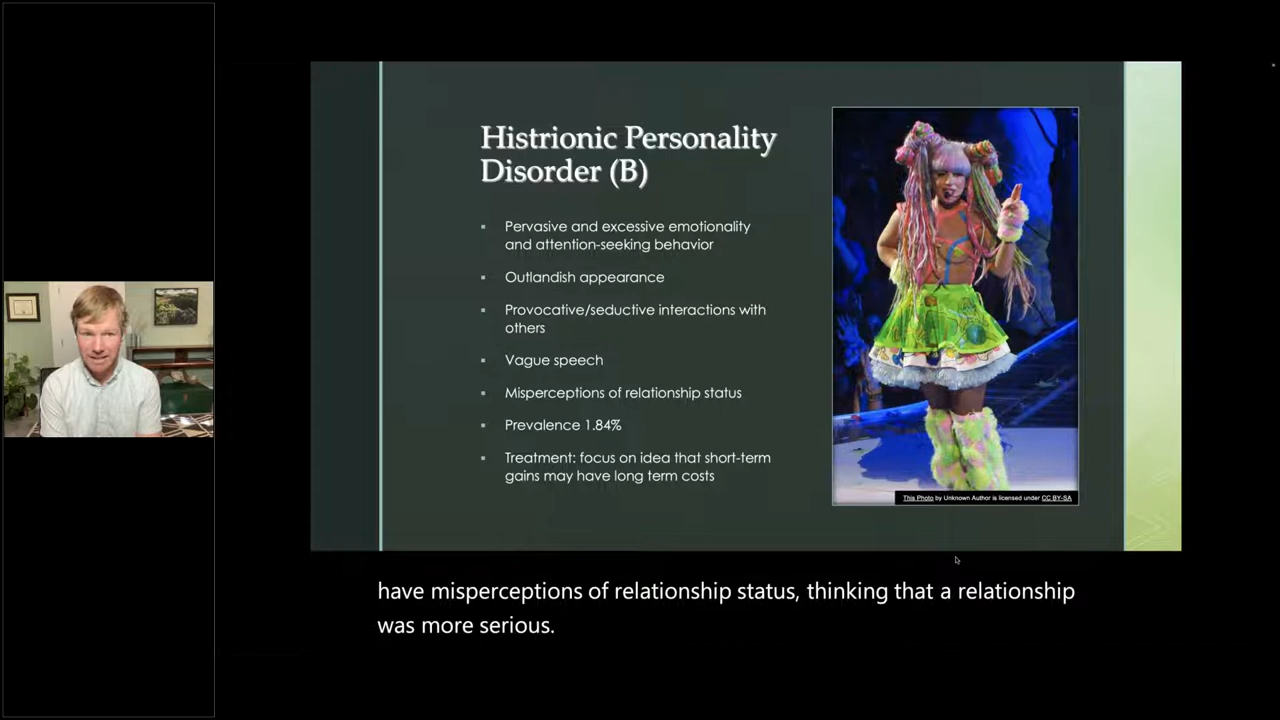 Histrionic Personality
Disorder (B)
▪ Pervasive and excessive emotionality
and attention-seeking behavior
▪ Outlandish appearance
▪ Provocative/seductive interactions with
others
▪ Vague speech
▪ Misperceptions of relationship status
▪ Prevalence 1.84%
▪ Treatment: focus on idea that short-term
gains may have long term costs
This Photo by Unknown Author is licensed under CC BY-SA
have misperceptions of relationship status, thinking that a relationship
was more serious.